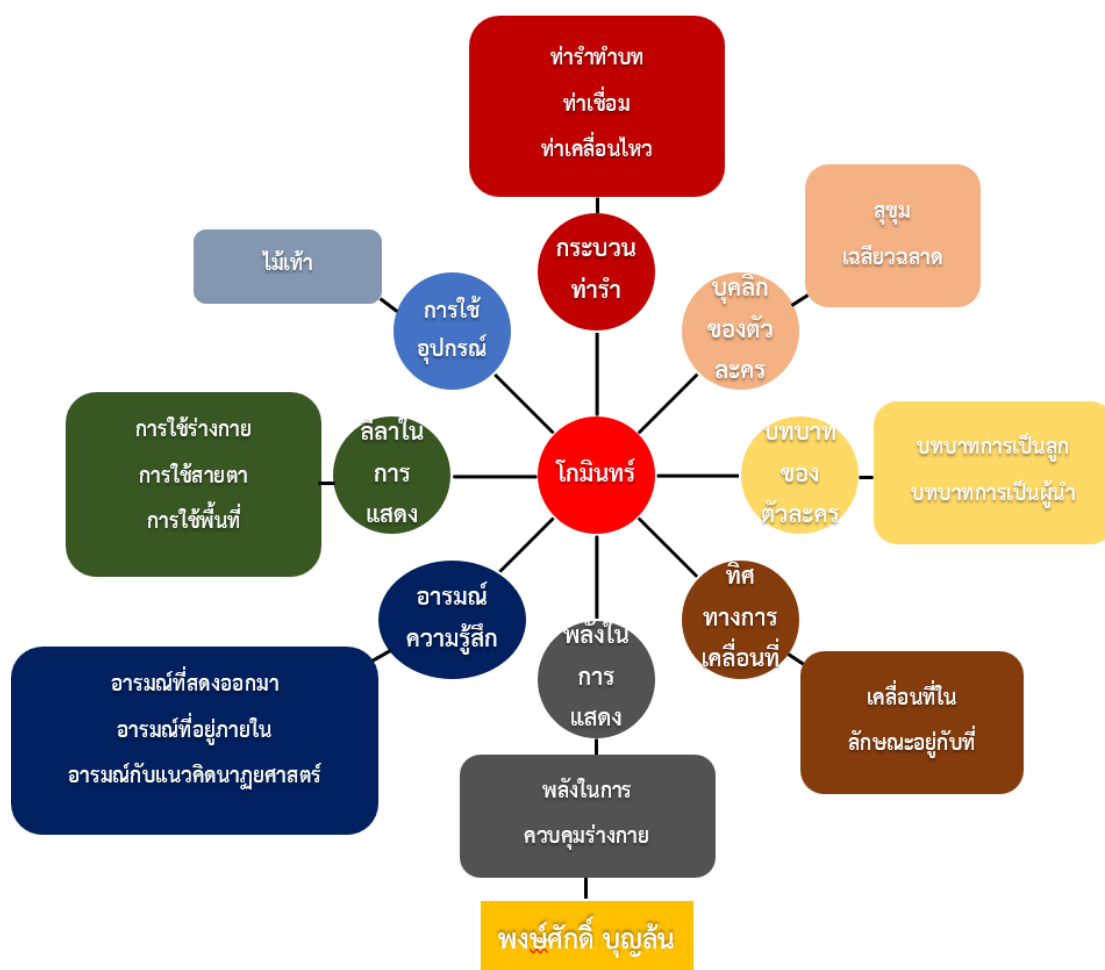 ท่ารำทำบท
ท่าเชื่อม
ท่าเคลื่อนไหว
กระบวน
ท่ารำ
สุขุม
เฉลียวฉลาด
บุคลิก
ของตัว
ละคร
ไม้เท้า
การใช้
อุปกรณ์
การใช้ร่างกาย
การใช้สายตา
การใช้พื้นที่
ลีลาใน
การ
แสดง
โกมินทร์
บทบาท
ของ
ตัวละคร
บทบาทการเป็นลูก
บทบาทการเป็นผู้นำ
อารมณ์
ความรู้สึก
อารมณ์ที่สดงออกมา
อารมณ์ที่อยู่ภายใน
อารมณ์กับแนวคิดนาฏยศาสตร์
พลังใน
การ
แสดง
พลังในการ
ควบคุมร่างกาย
ทิศ
ทางการ
เคลื่อนที่
เคลื่อนที่ใน
ลักษณะอยู่กับที่
พงษ์ศักดิ์ บุญล้น